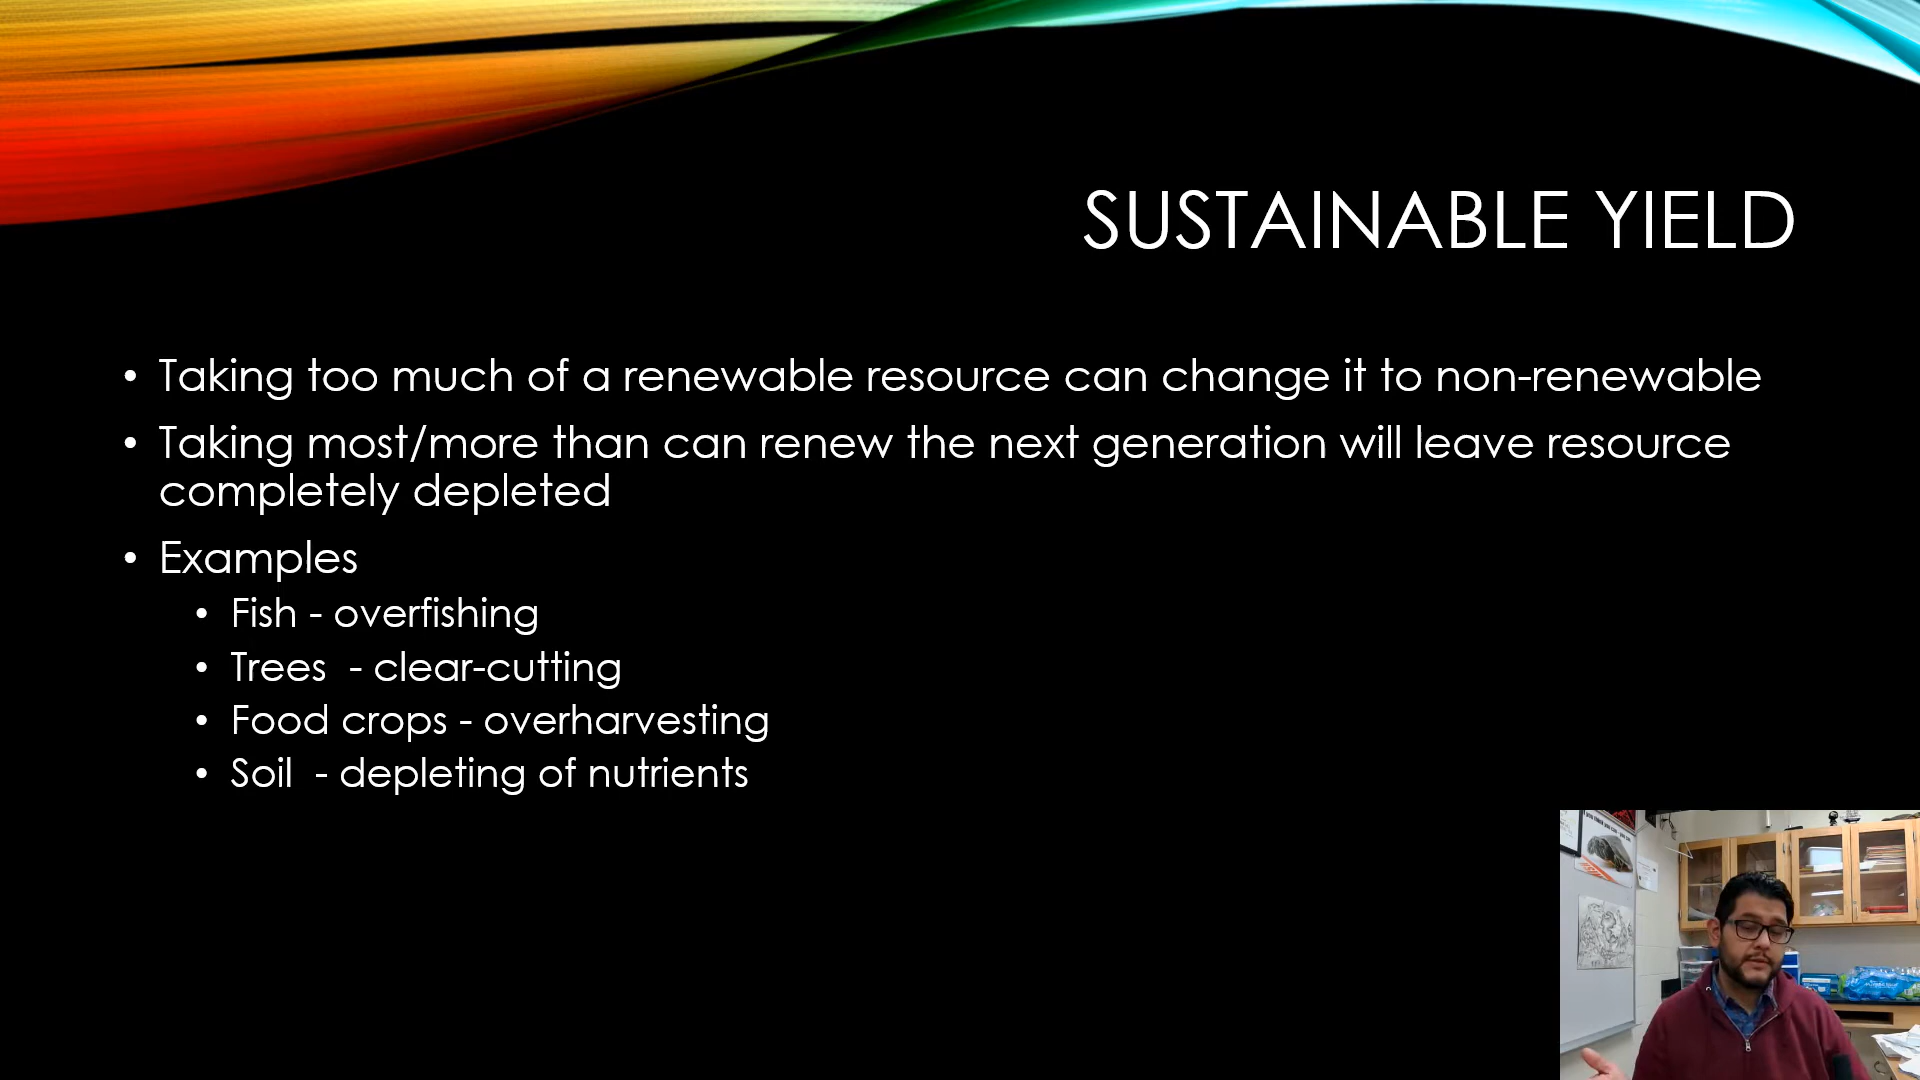 SUSTAINABLE YIELD
• Taking too much of a renewable resource can change it to non-renewable
• Taking most/more than can renew the next generation will leave resource
completely depleted
• Examples
• Fish - overfishing
• Trees  - clear-cutting
• Food crops - overharvesting
• Soil  - depleting of nutrients